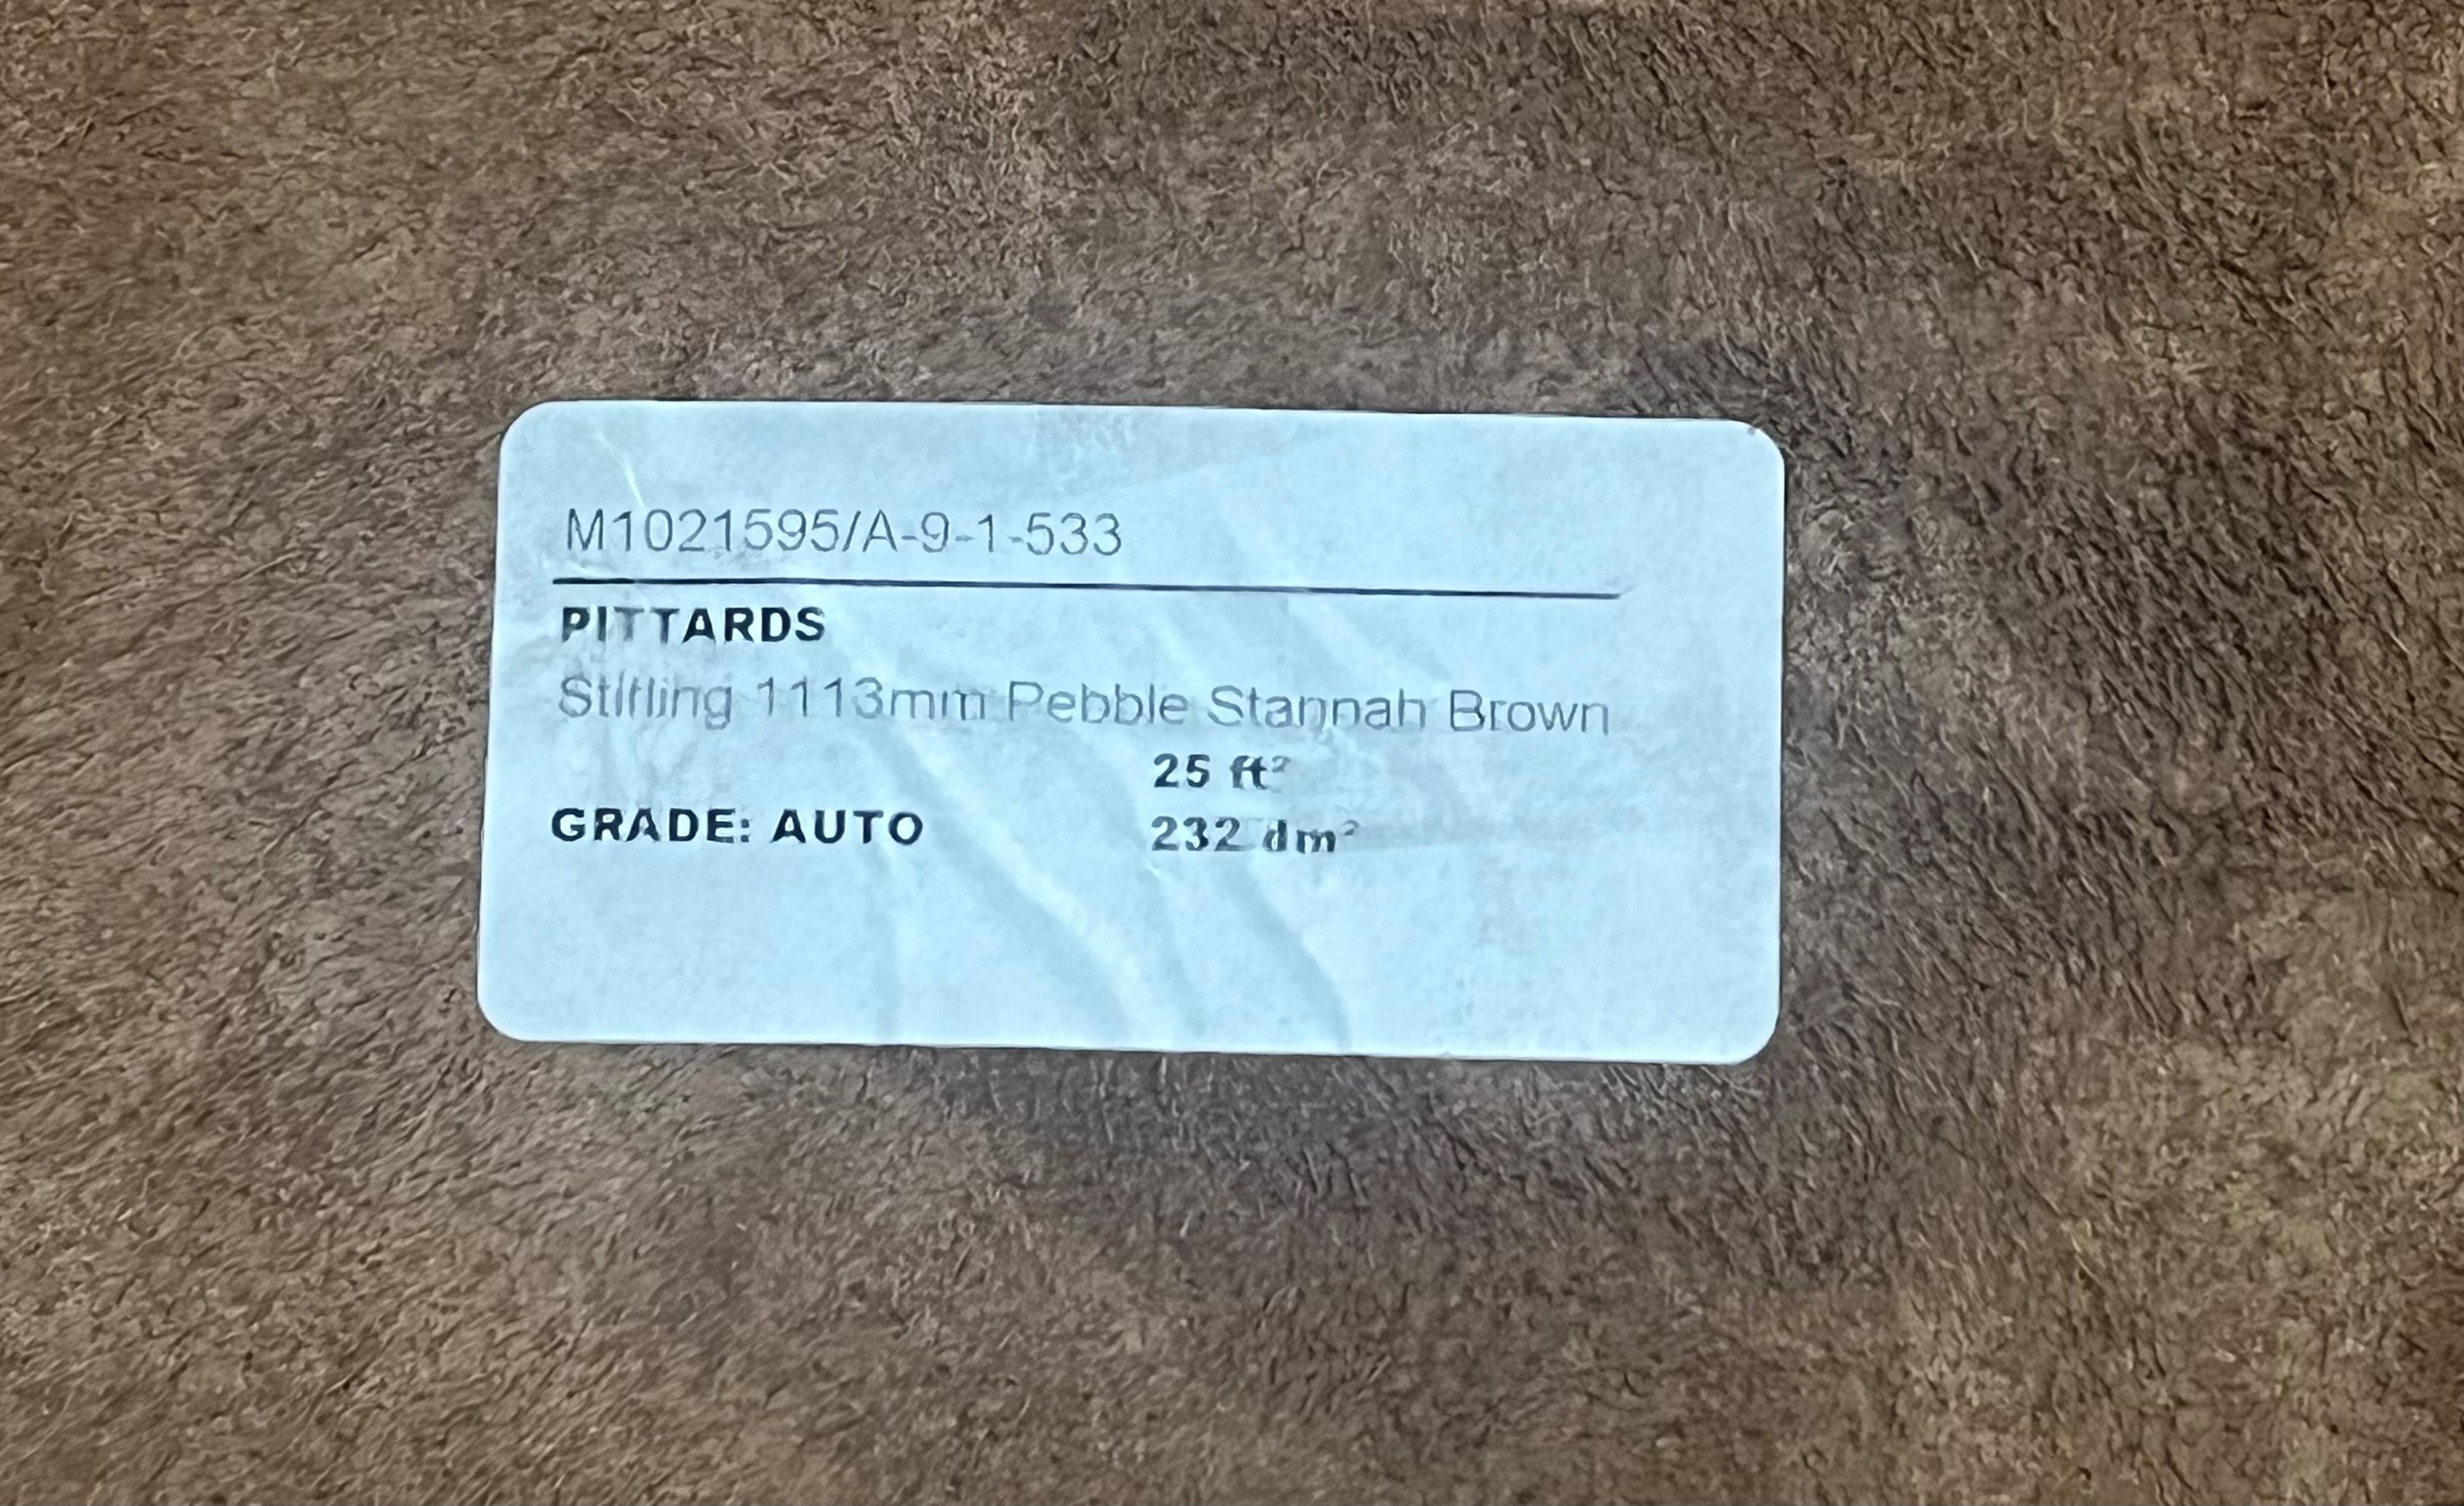 M1021595/A-9-1-533
PITTARDS
Stirling 1113mm Pebble Stannah Brown
25 ft²
GRADE: AUTO 232 dm²